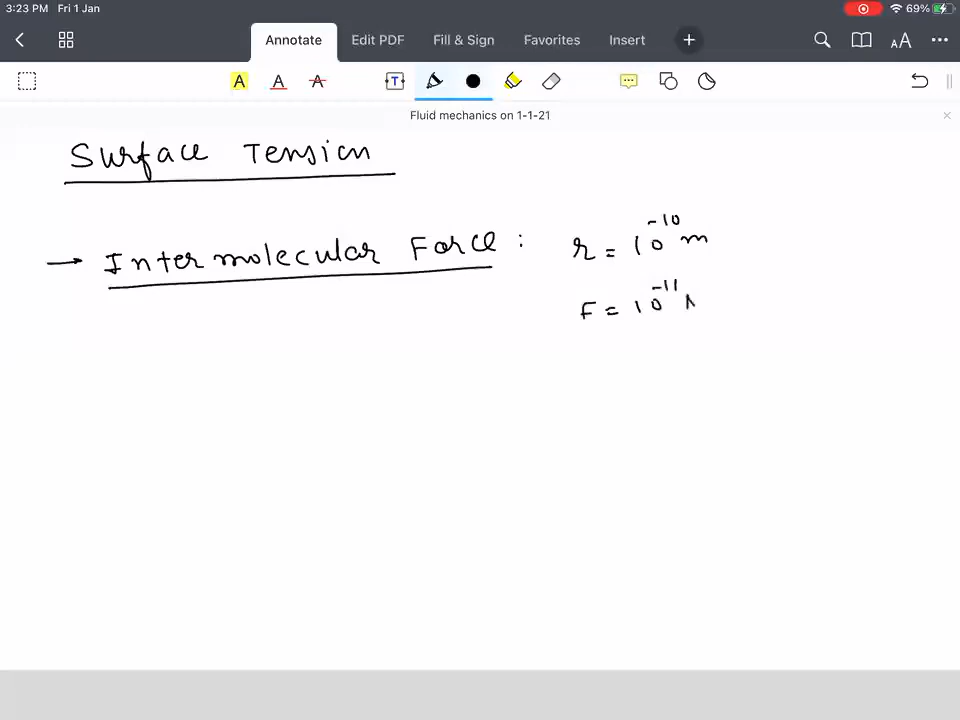 3:23 PM Fri 1 Jan 69%
Annotate Edit PDF Fill & Sign Favorites Insert
Fluid mechanics on 1-1-21
Surface Tension
→ Intermolecular Force : r = 10⁻¹⁰ m
F = 10⁻¹¹